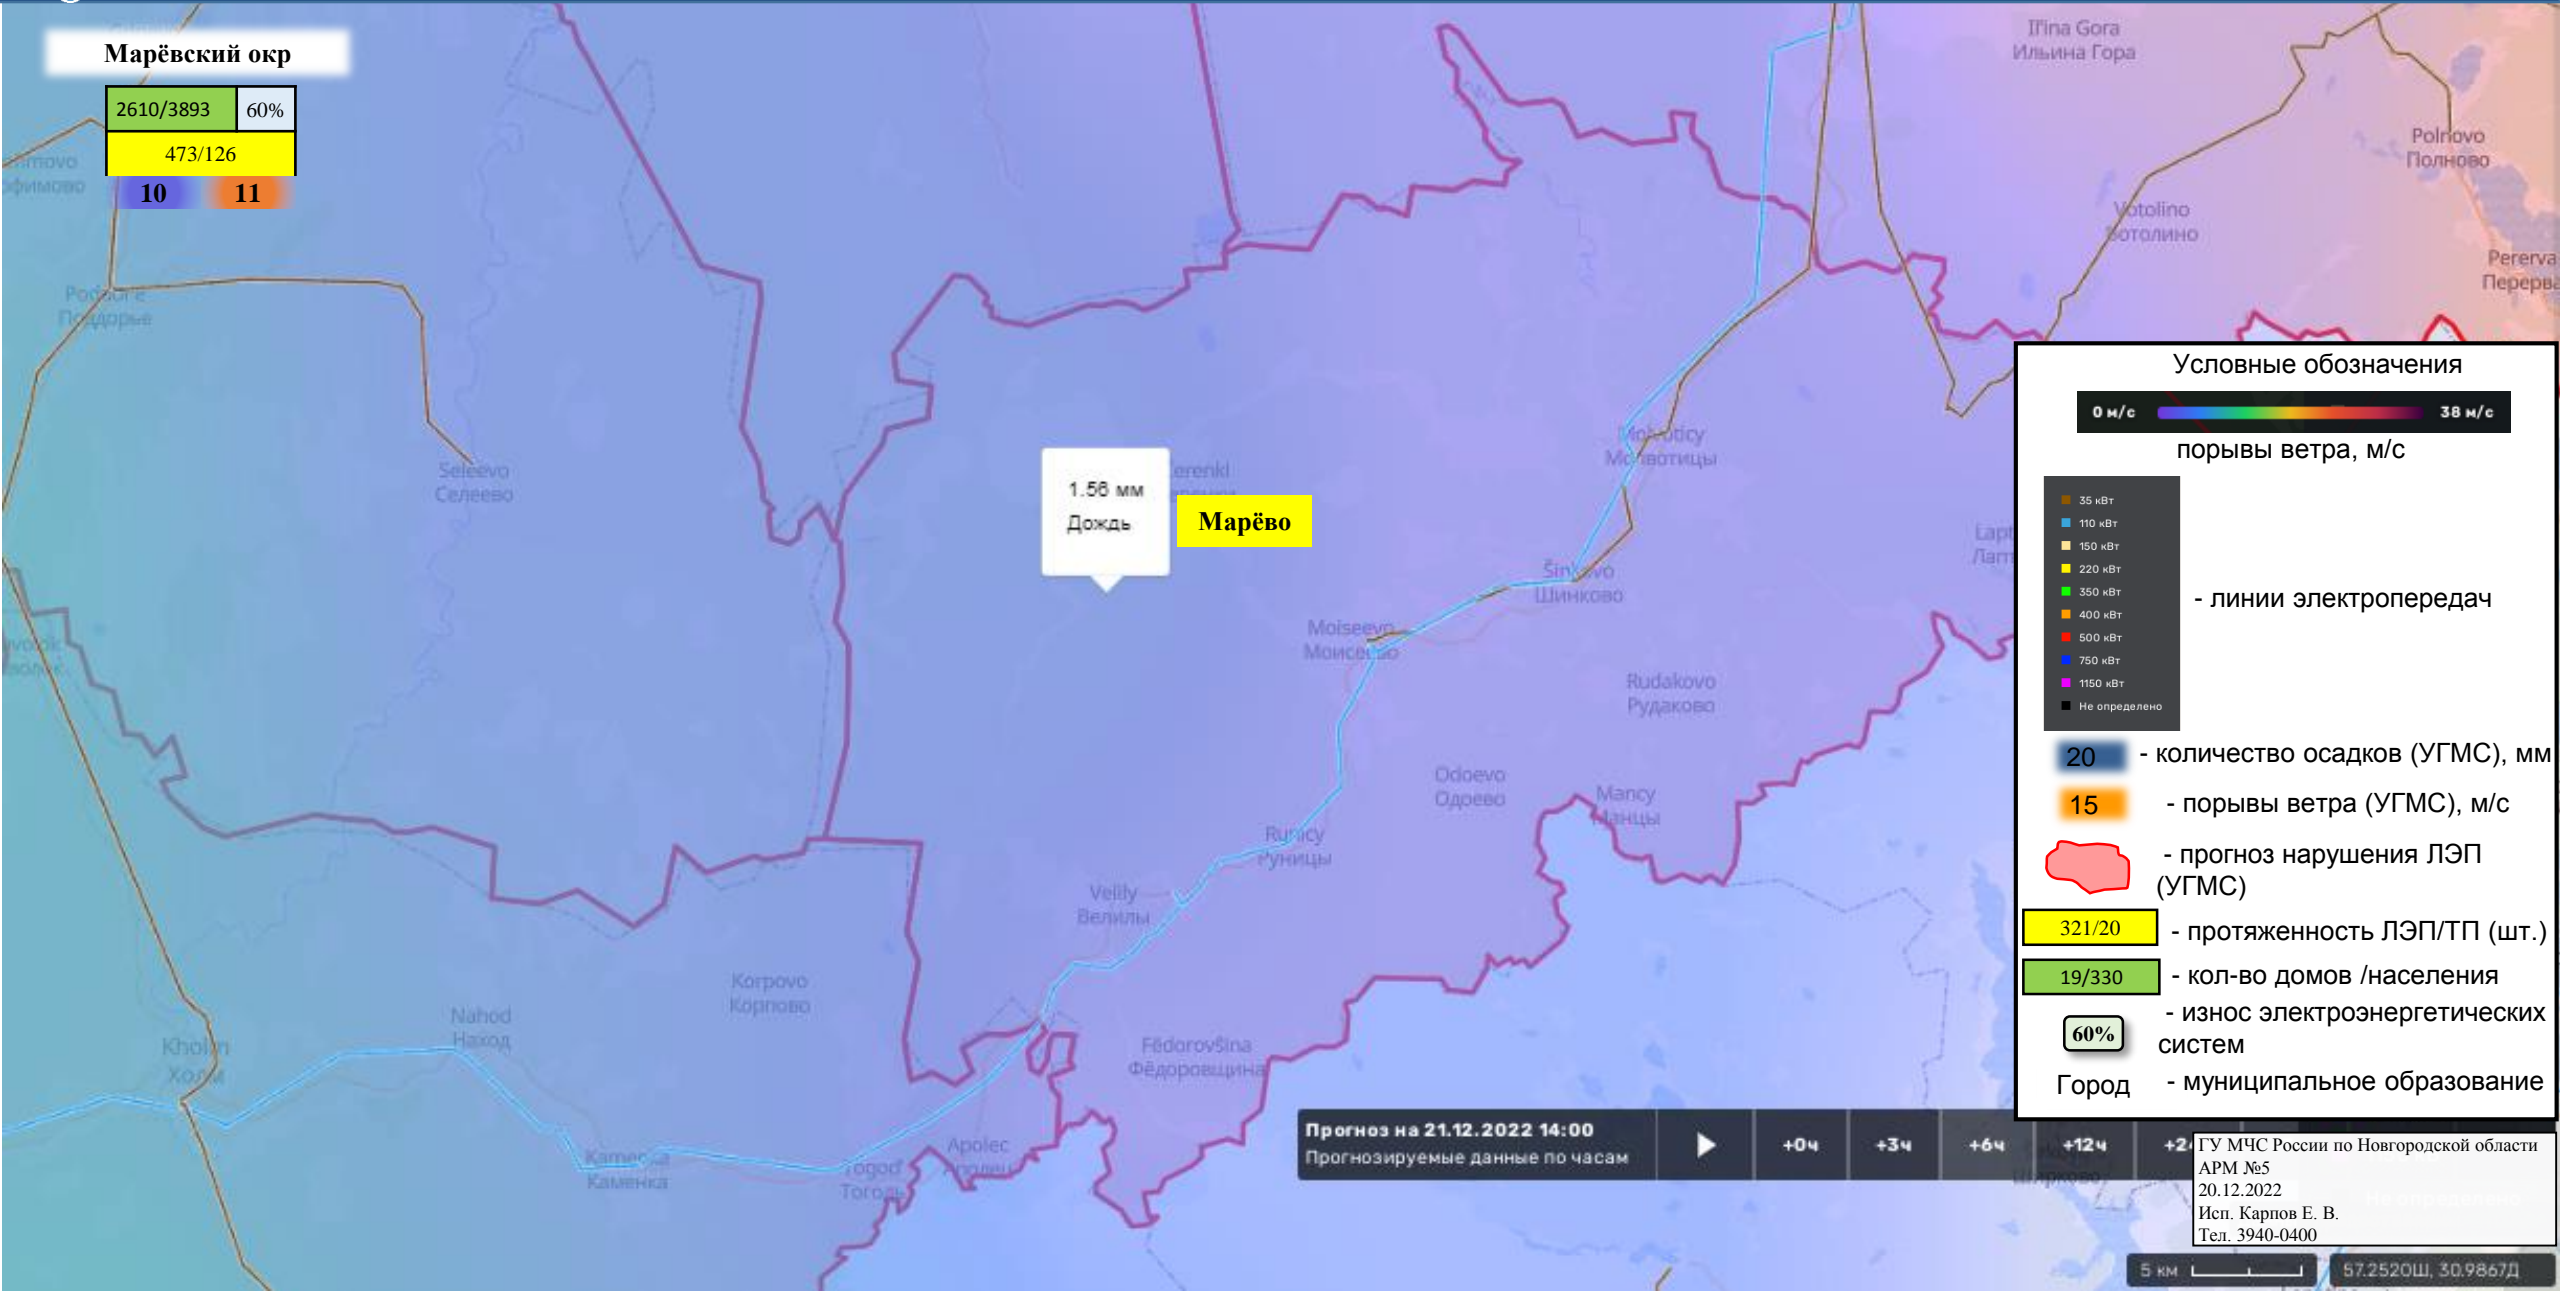 Марёвский окр
2610/3893
60%
473/126
10
11
Il'ina Gora
Ильина Гора
Polnovo
Полново
Votolino
Pererva
Перерва
Seleevo
Селеево
1.56 мм
Дождь
Марёво
Молвотицы
Шинково
Moiseevo
Rudakovo
Рудаково
Odoevo
Одоево
Mancy
Манцы
Runicy
Руницы
Velily
Велилы
Korpovo
Корпово
Nahod
Наход
Kholm
Холм
Fëdorovŝina
Фёдоровщина
Kamenka
Каменка
Apolec
Togod'
Тогодь
Условные обозначения
0 м/с
38 м/с
порывы ветра, м/с
35 кВт
110 кВт
150 кВт
220 кВт
350 кВт
400 кВт
500 кВт
750 кВт
1150 кВт
Не определено
- линии электропередач
20 - количество осадков (УГМС), мм
15 - порывы ветра (УГМС), м/с
- прогноз нарушения ЛЭП
(УГМС)
321/20 - протяженность ЛЭП/ТП (шт.)
19/330 - кол-во домов /населения
- износ электроэнергетических
60% систем
Город - муниципальное образование
Прогноз на 21.12.2022 14:00
Прогнозируемые данные по часам
+0ч
+3ч
+6ч
+12ч
ГУ МЧС России по Новгородской области
АРМ №5
20.12.2022
Исп. Карпов Е. В.
Тел. 3940-0400
5 км
57.2520Ш, 30.9867Д